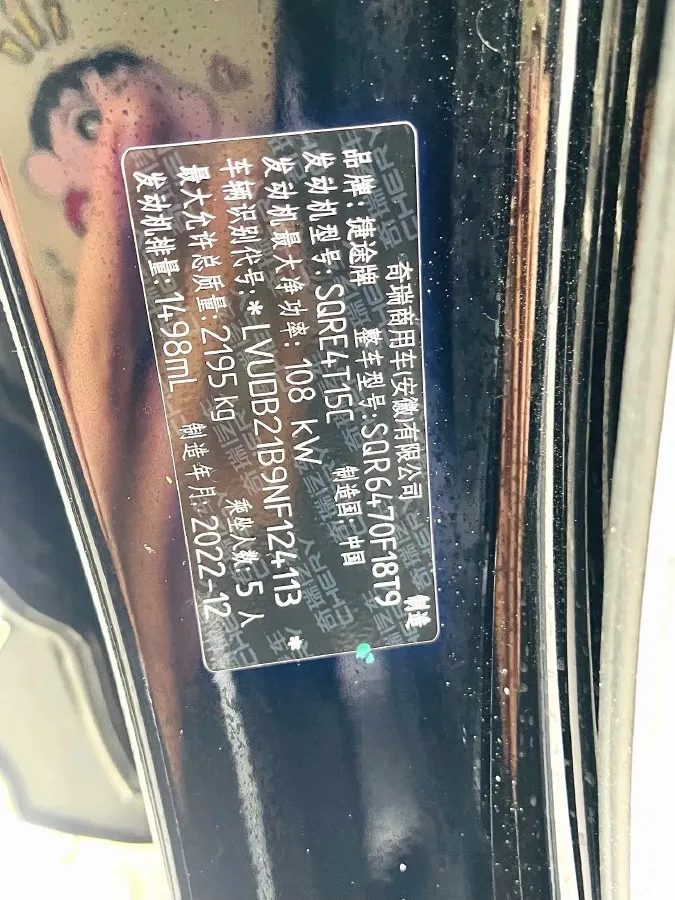 奇瑞商用车(安徽)有限公司 制造
品牌：捷途牌 整车型号：SQR6470F18T9
发动机型号：SQRE4T15C 制造国：中国
发动机最大净功率：108 kW
车辆识别代号：*LVUDB21B9NF124113*
最大允许总质量：2195 kg 乘坐人数：5 人
发动机排量：1498mL 制造年月：2022-12